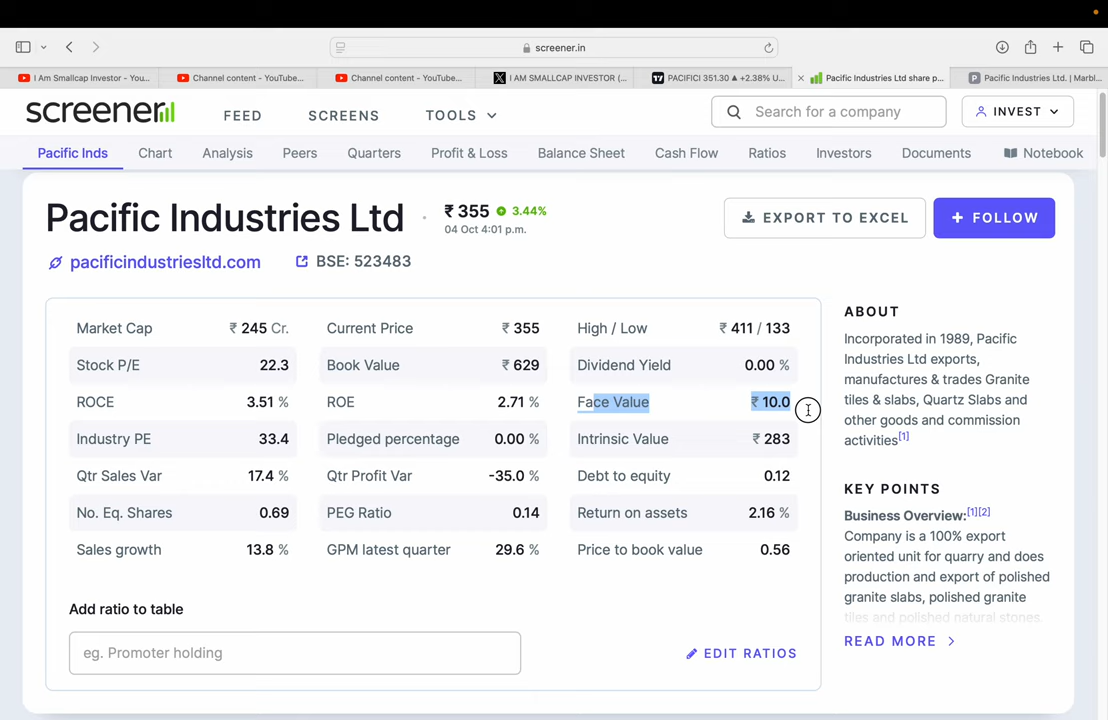 screener.in
I Am Smallcap Investor - You...
Channel content - YouTube...
Channel content - YouTube...
I AM SMALLCAP INVESTOR (...
PACIFICI 351.30 ▲ +2.38% U...
Pacific Industries Ltd share p...
Pacific Industries Ltd. | Marbl...
screener
FEED
SCREENS
TOOLS
Search for a company
INVEST
Pacific Inds
Chart
Analysis
Peers
Quarters
Profit & Loss
Balance Sheet
Cash Flow
Ratios
Investors
Documents
Notebook
Pacific Industries Ltd
₹ 355 3.44%
04 Oct 4:01 p.m.
EXPORT TO EXCEL
+ FOLLOW
pacificindustriesltd.com
BSE: 523483
Market Cap ₹ 245 Cr.
Current Price ₹ 355
High / Low ₹ 411 / 133
Stock P/E 22.3
Book Value ₹ 629
Dividend Yield 0.00 %
ROCE 3.51 %
ROE 2.71 %
Face Value ₹ 10.0
Industry PE 33.4
Pledged percentage 0.00 %
Intrinsic Value ₹ 283
Qtr Sales Var 17.4 %
Qtr Profit Var -35.0 %
Debt to equity 0.12
No. Eq. Shares 0.69
PEG Ratio 0.14
Return on assets 2.16 %
Sales growth 13.8 %
GPM latest quarter 29.6 %
Price to book value 0.56
Add ratio to table
eg. Promoter holding
EDIT RATIOS
ABOUT
Incorporated in 1989, Pacific
Industries Ltd exports,
manufactures & trades Granite
tiles & slabs, Quartz Slabs and
other goods and commission
activities[1]
KEY POINTS
Business Overview:[1][2]
Company is a 100% export
oriented unit for quarry and does
production and export of polished
granite slabs, polished granite
tiles and polished natural stones.
READ MORE